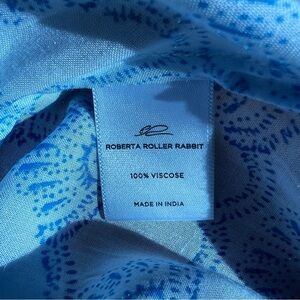 ROBERTA ROLLER RABBIT
100% VISCOSE
MADE IN INDIA